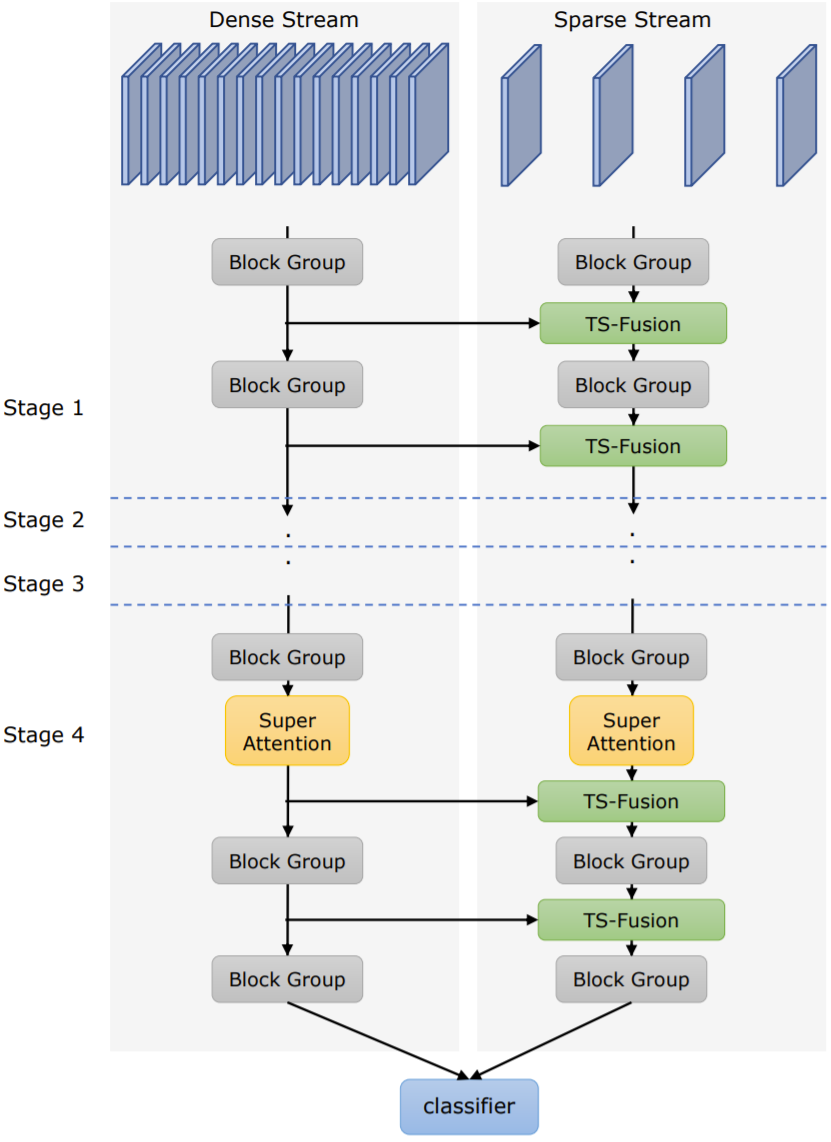 Dense Stream
Sparse Stream
Block Group
Block Group
TS-Fusion
Block Group
Block Group
Stage 1
TS-Fusion
Stage 2
Stage 3
Block Group
Block Group
Stage 4
Super
Attention
Super
Attention
TS-Fusion
Block Group
Block Group
TS-Fusion
Block Group
Block Group
classifier